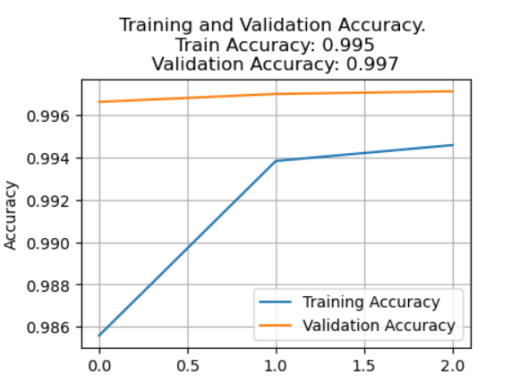 Training and Validation Accuracy.
Train Accuracy: 0.995
Validation Accuracy: 0.997
Accuracy
0.996
0.994
0.992
0.990
0.988
0.986
Training Accuracy
Validation Accuracy
0.0 0.5 1.0 1.5 2.0